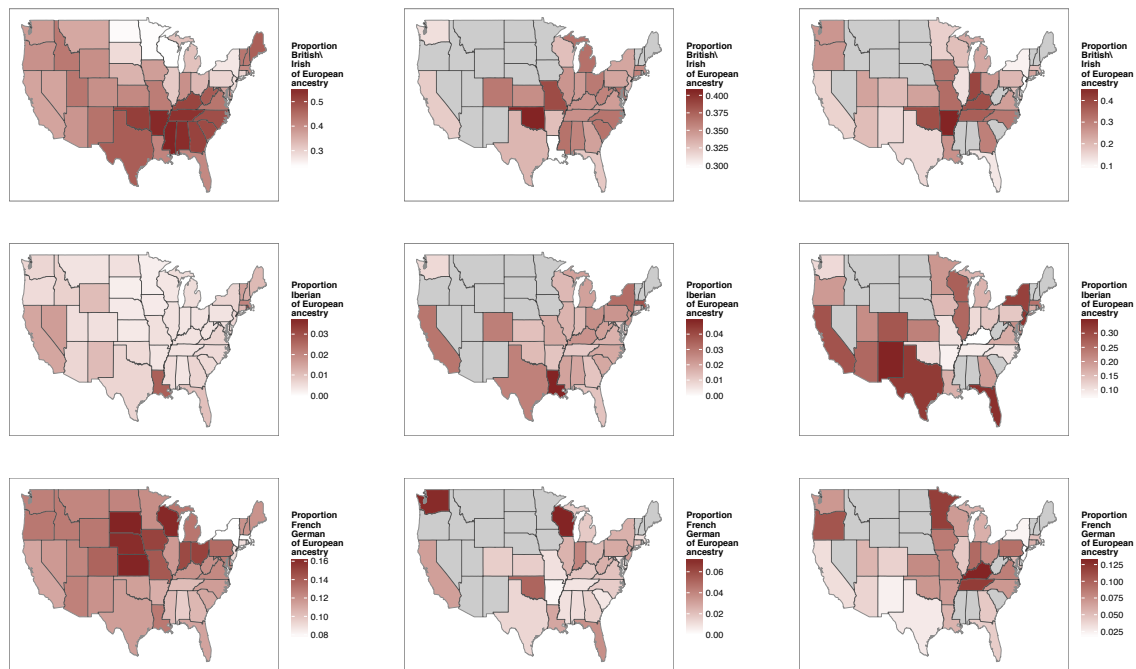 Proportion
British\
Irish
of European
ancestry
0.5
0.4
0.3
Proportion
British\
Irish
of European
ancestry
0.400
0.375
0.350
0.325
0.300
Proportion
British\
Irish
of European
ancestry
0.4
0.3
0.2
0.1
Proportion
Iberian
of European
ancestry
0.03
0.02
0.01
0.00
Proportion
Iberian
of European
ancestry
0.04
0.03
0.02
0.01
0.00
Proportion
Iberian
of European
ancestry
0.30
0.25
0.20
0.15
0.10
Proportion
French
German
of European
ancestry
0.16
0.14
0.12
0.10
0.08
Proportion
French
German
of European
ancestry
0.06
0.04
0.02
0.00
Proportion
French
German
of European
ancestry
0.125
0.100
0.075
0.050
0.025